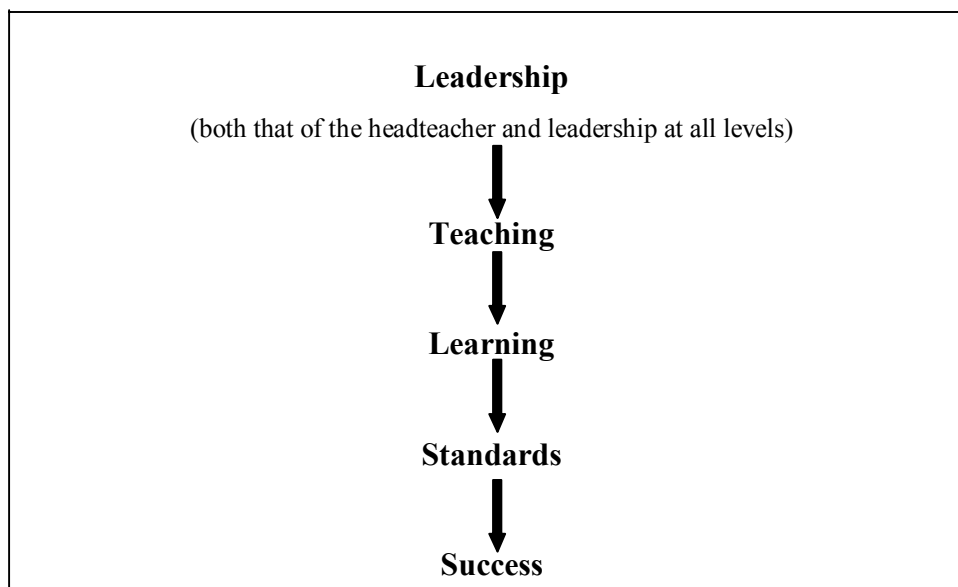 Leadership
(both that of the headteacher and leadership at all levels)
Teaching
Learning
Standards
Success